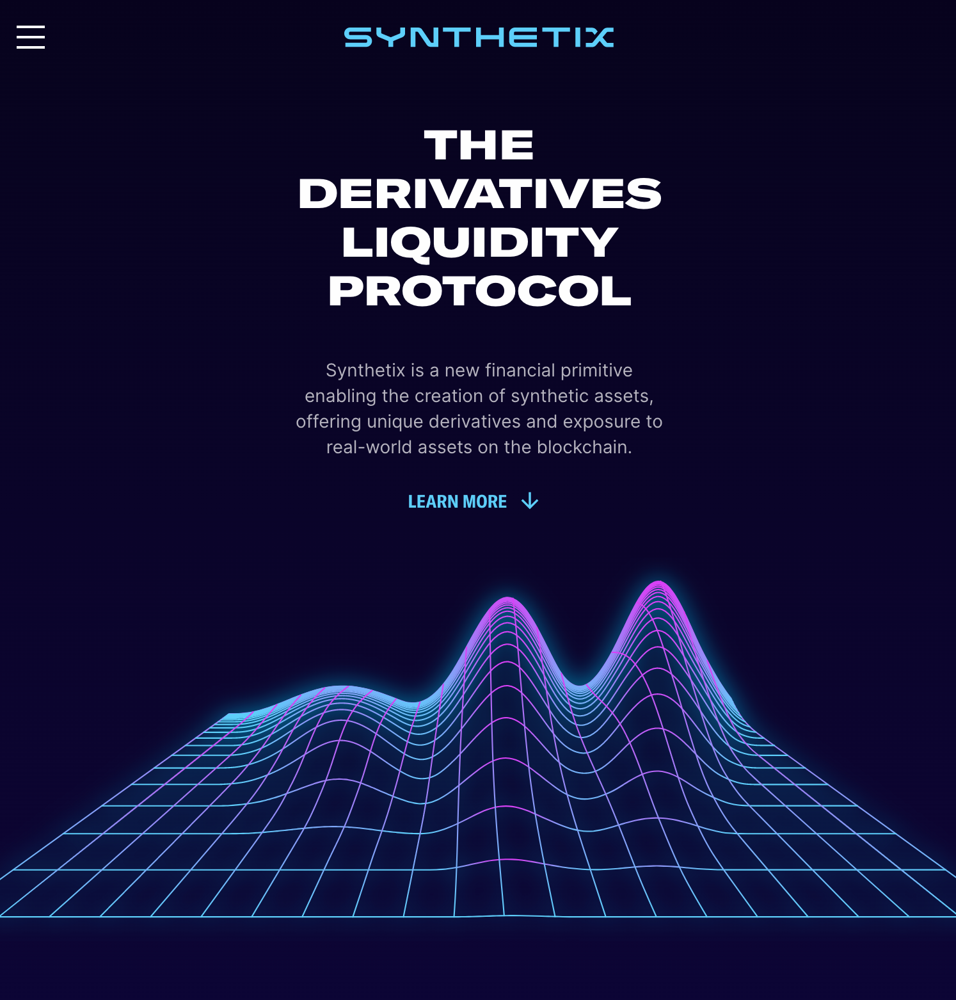 SYNTHETIX
THE
DERIVATIVES
LIQUIDITY
PROTOCOL
Synthetix is a new financial primitive
enabling the creation of synthetic assets,
offering unique derivatives and exposure to
real-world assets on the blockchain.
LEARN MORE